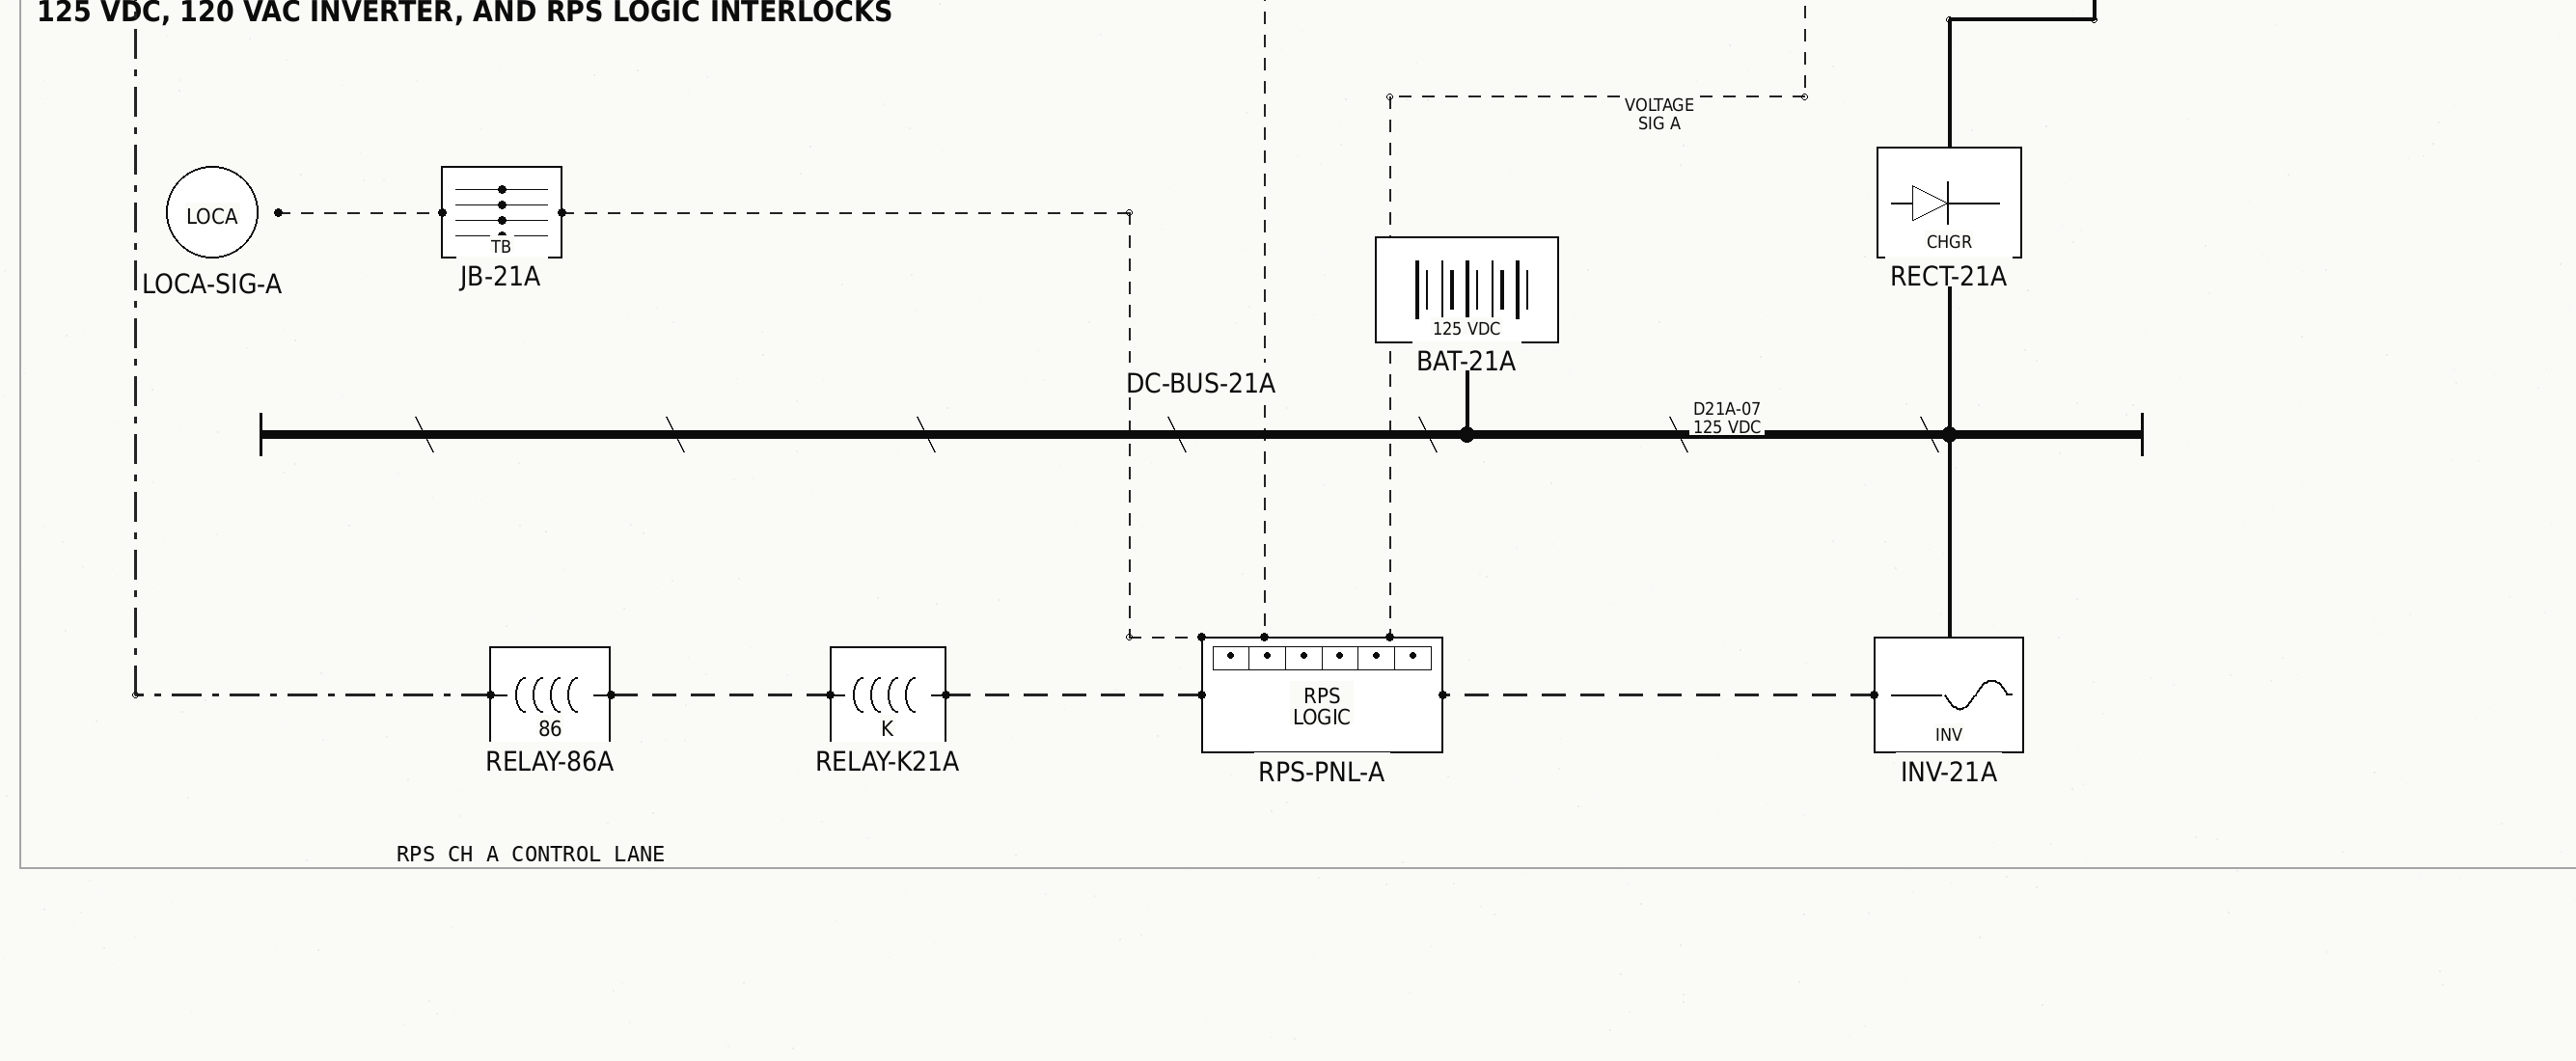 125 VDC, 120 VAC INVERTER, AND RPS LOGIC INTERLOCKS
VOLTAGE
SIG A
LOCA
LOCA-SIG-A
TB
JB-21A
CHGR
RECT-21A
125 VDC
BAT-21A
DC-BUS-21A
D21A-07
125 VDC
86
RELAY-86A
K
RELAY-K21A
RPS
LOGIC
RPS-PNL-A
INV
INV-21A
RPS CH A CONTROL LANE